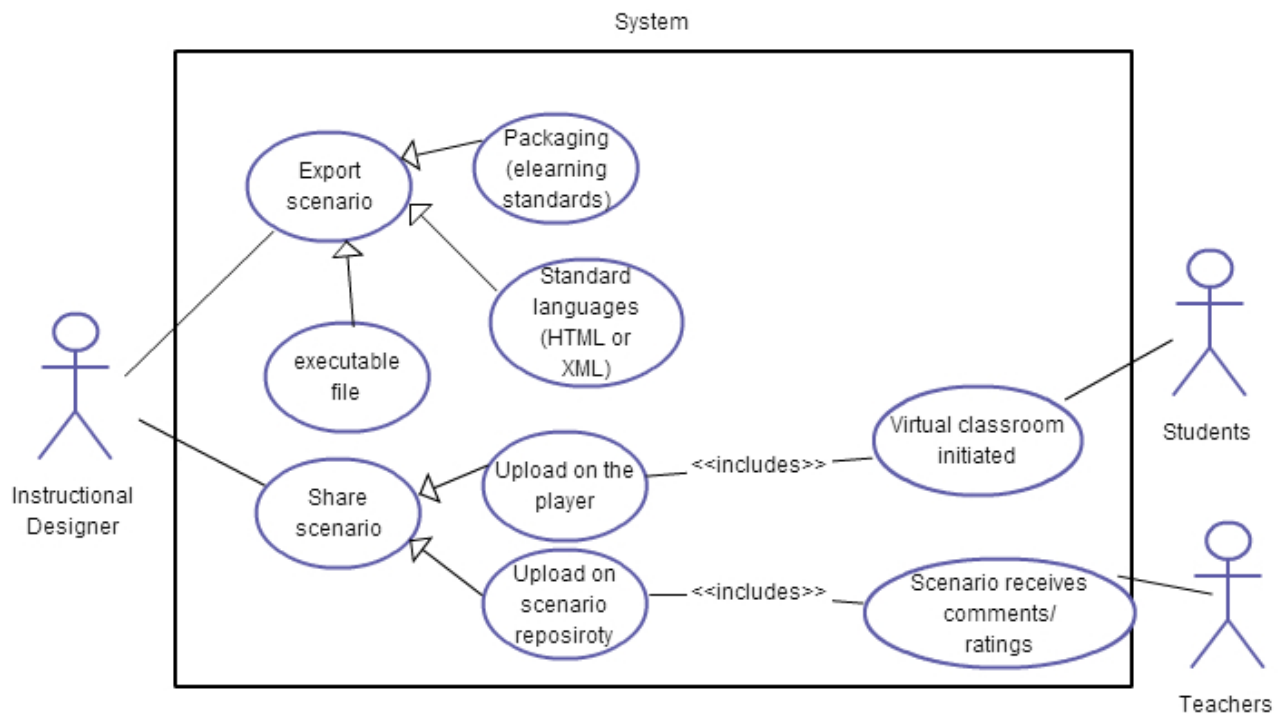 System
Packaging
(elearning
standards)
Export
scenario
Standard
languages
(HTML or
XML)
executable
file
Instructional
Designer
Share
scenario
Upload on the
player
<<includes>>
Virtual classroom
initiated
Students
Upload on
scenario
reposiroty
<<includes>>
Scenario receives
comments/
ratings
Teachers